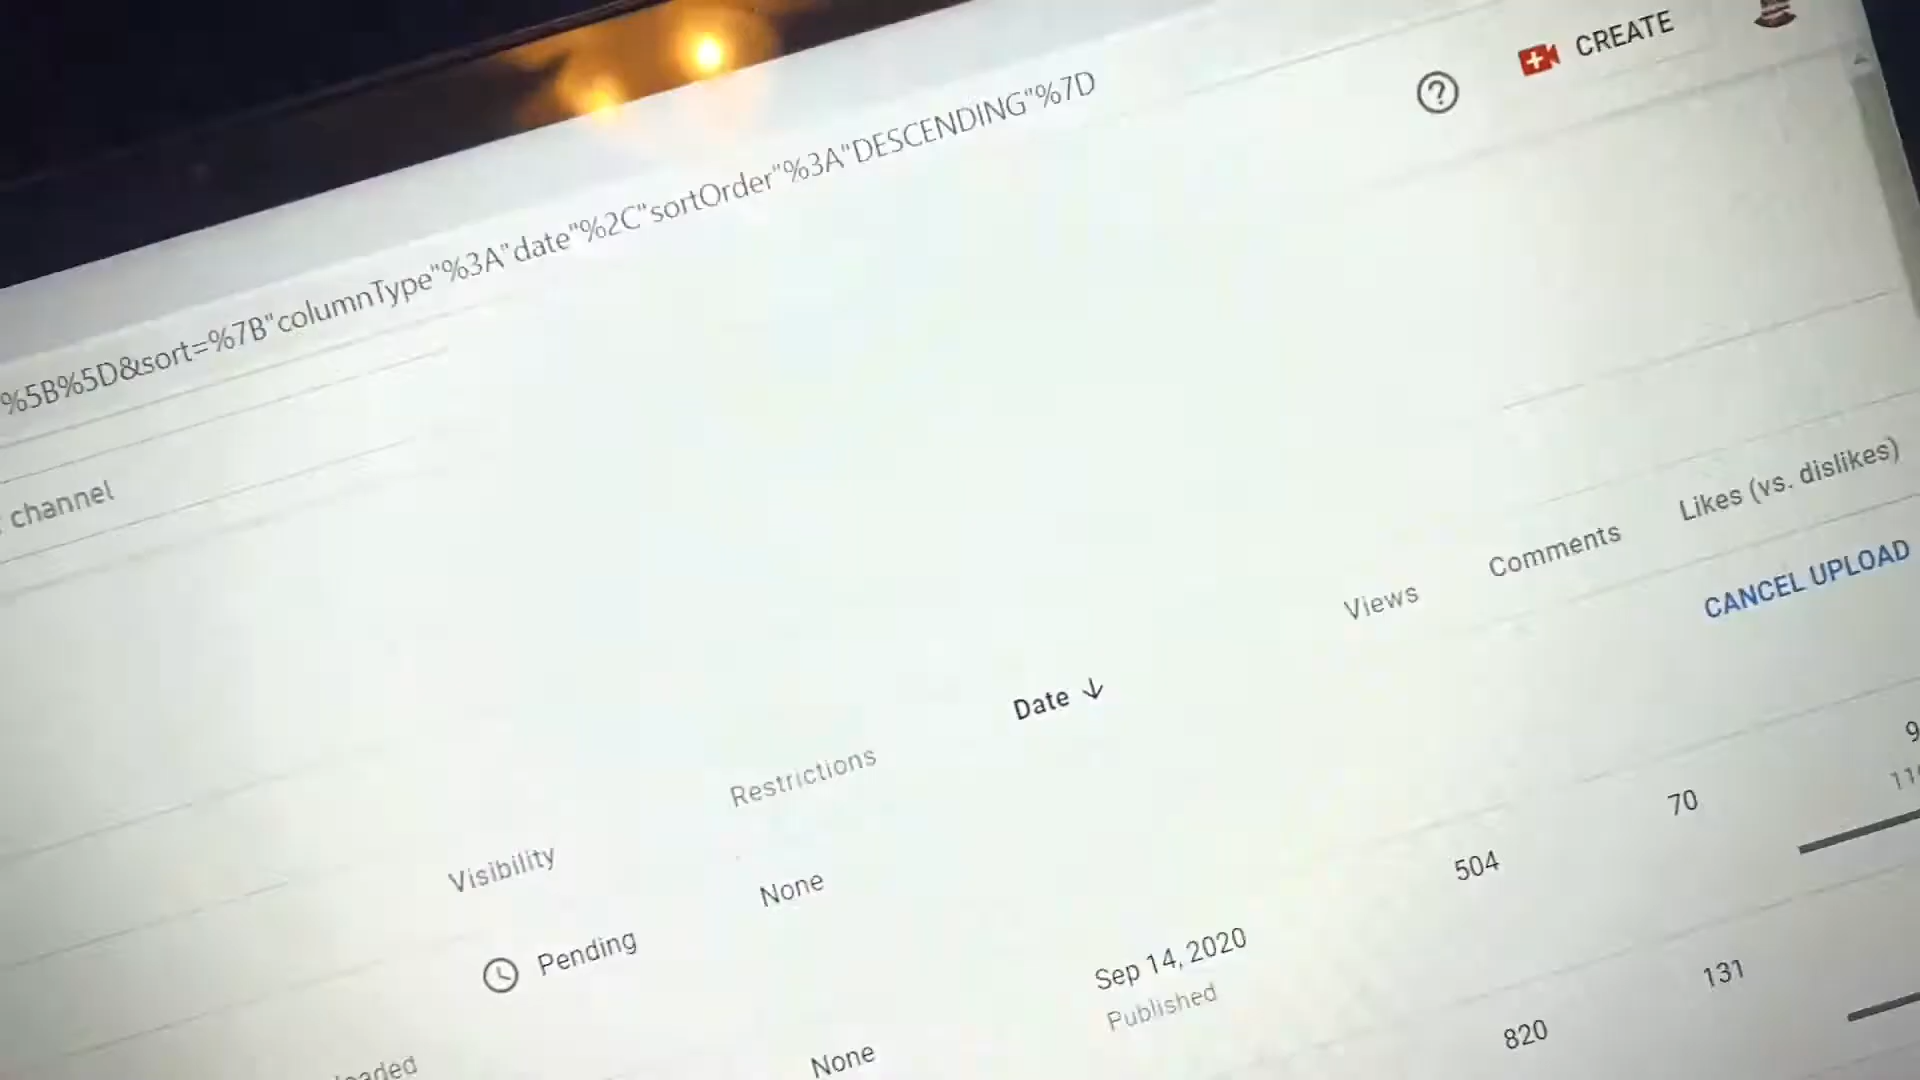 CREATE
%5B%5D&sort=%7B"columnType"%3A"date"%2C"sortOrder"%3A"DESCENDING"%7D
channel
Visibility Restrictions Date ↓ Views Comments Likes (vs. dislikes)
CANCEL UPLOAD
Pending None
Sep 14, 2020 504 70
Published
None 820 131